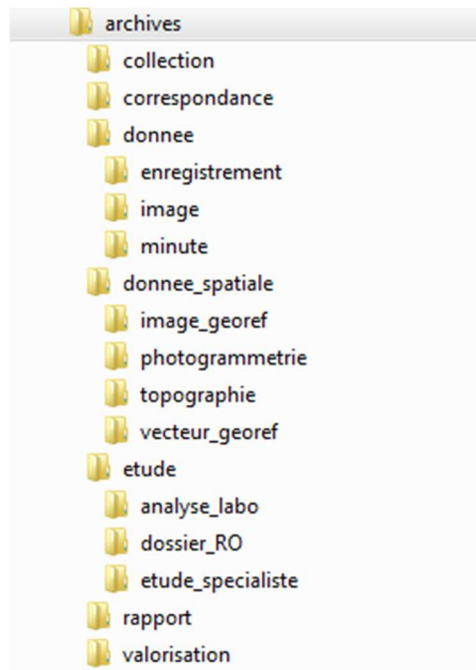 archives
collection
correspondance
donnee
enregistrement
image
minute
donnee_spatiale
image_georef
photogrammetrie
topographie
vecteur_georef
etude
analyse_labo
dossier_RO
etude_specialiste
rapport
valorisation